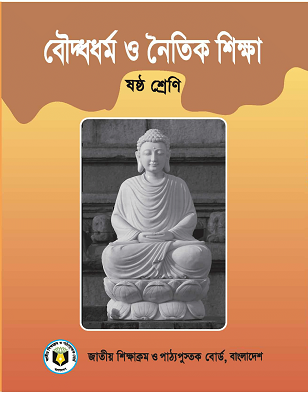 বৌদ্ধধর্ম ও নৈতিক শিক্ষা
ষষ্ঠ শ্রেণি
জাতীয় শিক্ষাক্রম ও পাঠ্যপুস্তক বোর্ড, বাংলাদেশ